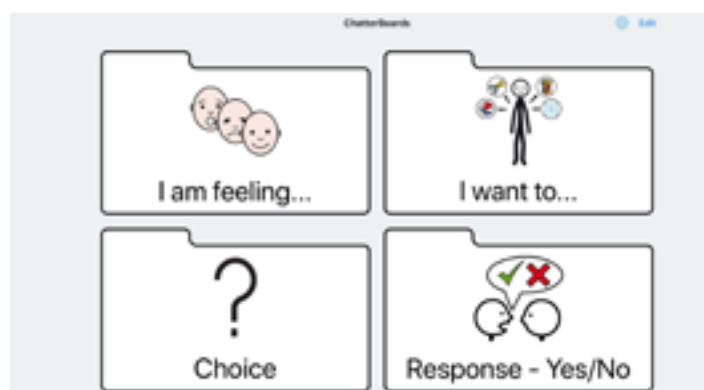 ChatterBoards
Edit
I am feeling...
I want to...
Choice
Response - Yes/No